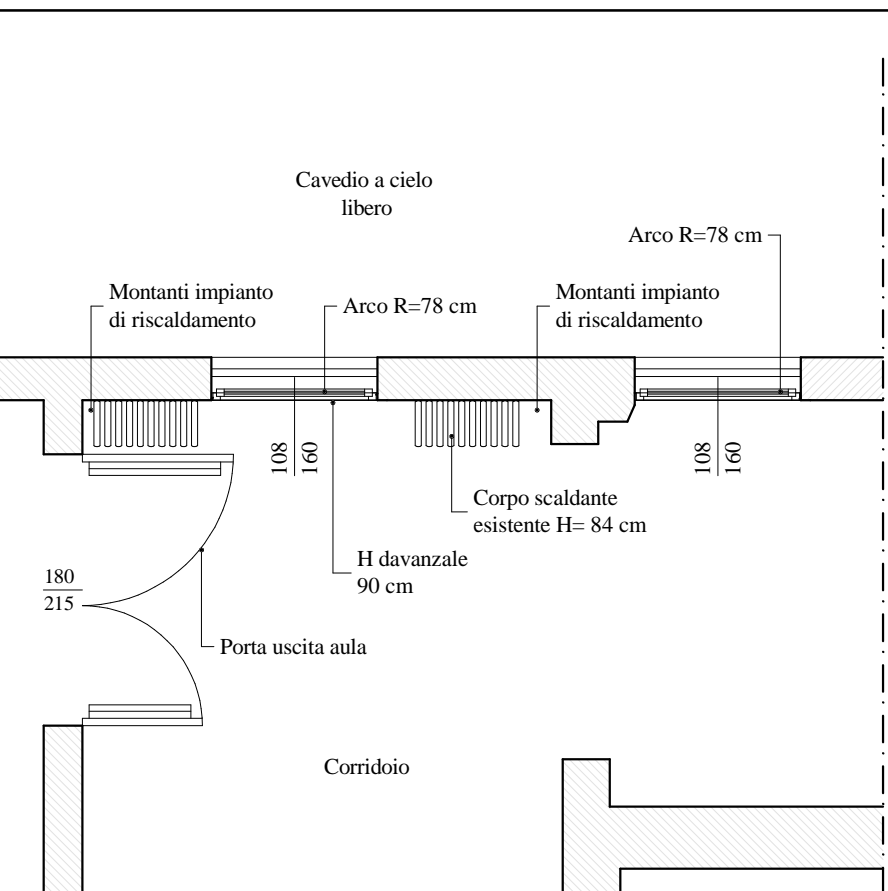 Cavedio a cielo
libero
Arco R=78 cm
Montanti impianto
di riscaldamento
Arco R=78 cm
Montanti impianto
di riscaldamento
108
160
108
160
Corpo scaldante
esistente H= 84 cm
H davanzale
90 cm
180
215
Porta uscita aula
Corridoio